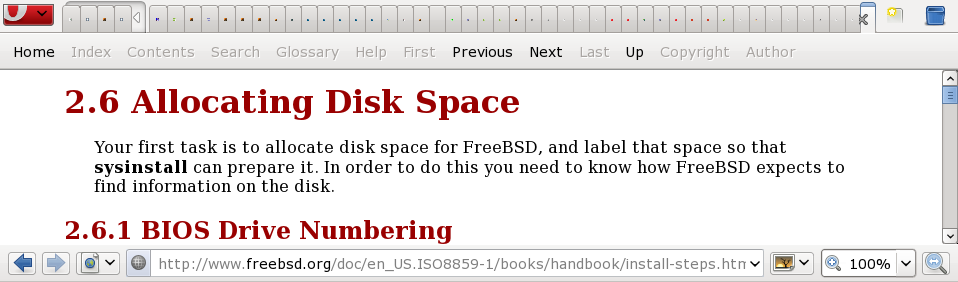 Home Index Contents Search Glossary Help First Previous Next Last Up Copyright Author
2.6 Allocating Disk Space
Your first task is to allocate disk space for FreeBSD, and label that space so that
sysinstall can prepare it. In order to do this you need to know how FreeBSD expects to
find information on the disk.
2.6.1 BIOS Drive Numbering
http://www.freebsd.org/doc/en_US.ISO8859-1/books/handbook/install-steps.htm
100%